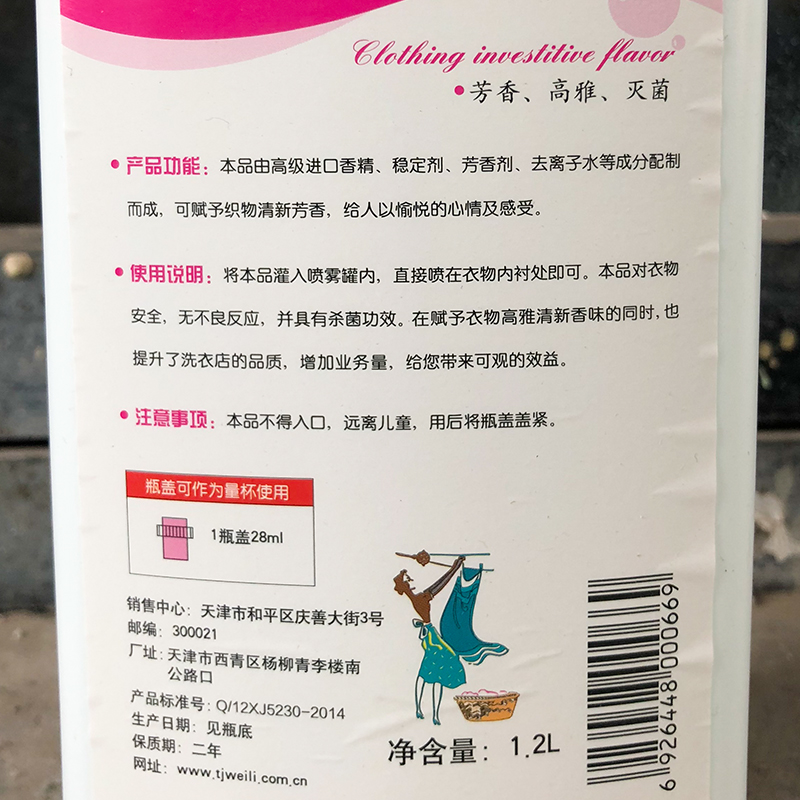 Clothing investitive flavor
•芳香、高雅、灭菌
•产品功能：本品由高级进口香精、稳定剂、芳香剂、去离子水等成分配制
而成，可赋予织物清新芳香，给人以愉悦的心情及感受。
•使用说明：将本品灌入喷雾罐内，直接喷在衣物内衬处即可。本品对衣物
安全，无不良反应，并具有杀菌功效。在赋予衣物高雅清新香味的同时，也
提升了洗衣店的品质，增加业务量，给您带来可观的效益。
•注意事项：本品不得入口，远离儿童，用后将瓶盖盖紧。
瓶盖可作为量杯使用
1瓶盖28ml
销售中心：天津市和平区庆善大街3号
邮编：300021
厂址：天津市西青区杨柳青李楼南
公路口
产品标准号：Q/12XJ5230-2014
生产日期：见瓶底
保质期：二年
网址：www.tjweili.com.cn
净含量：1.2L
6 926448 000669